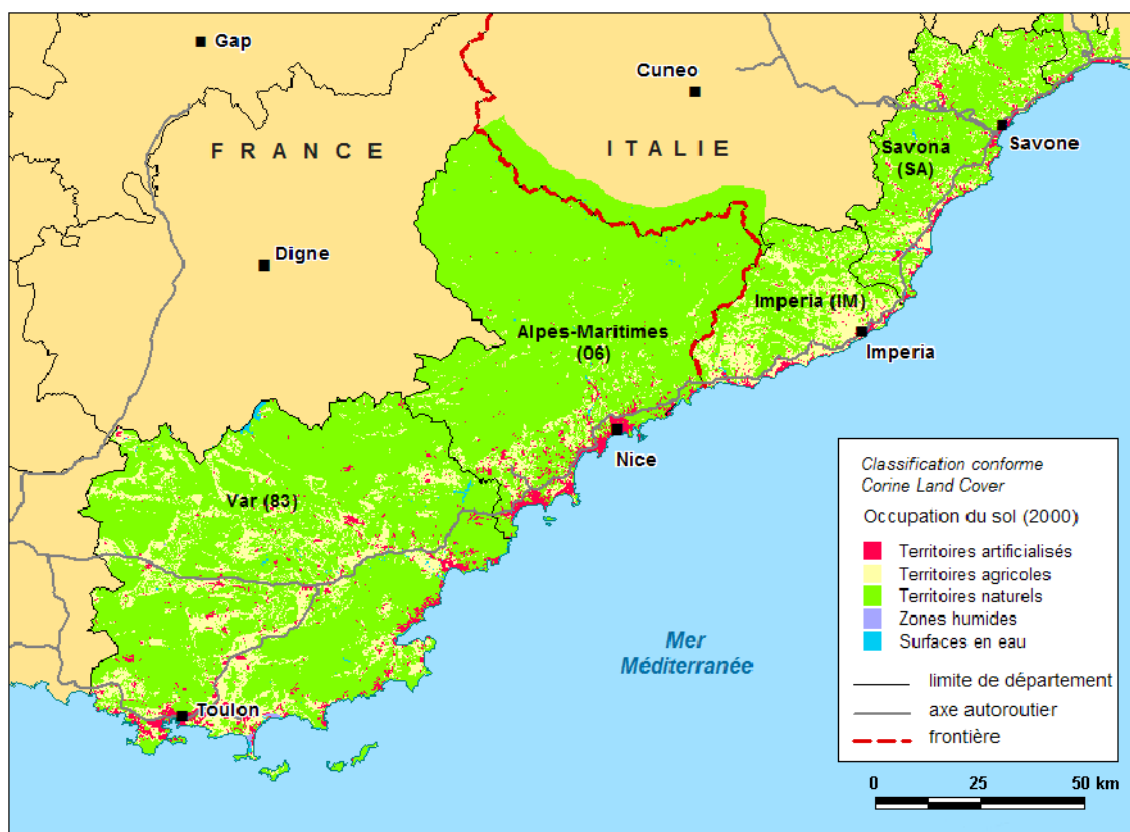 Gap
Cuneo
FRANCE
ITALIE
Savona
(SA)
Savone
Digne
Imperia (IM)
Alpes-Maritimes
(06)
Imperia
Nice
Var (83)
Toulon
Mer
Méditerranée
Classification conforme
Corine Land Cover
Occupation du sol (2000)
Territoires artificialisés
Territoires agricoles
Territoires naturels
Zones humides
Surfaces en eau
limite de département
axe autoroutier
frontière
0 25 50 km